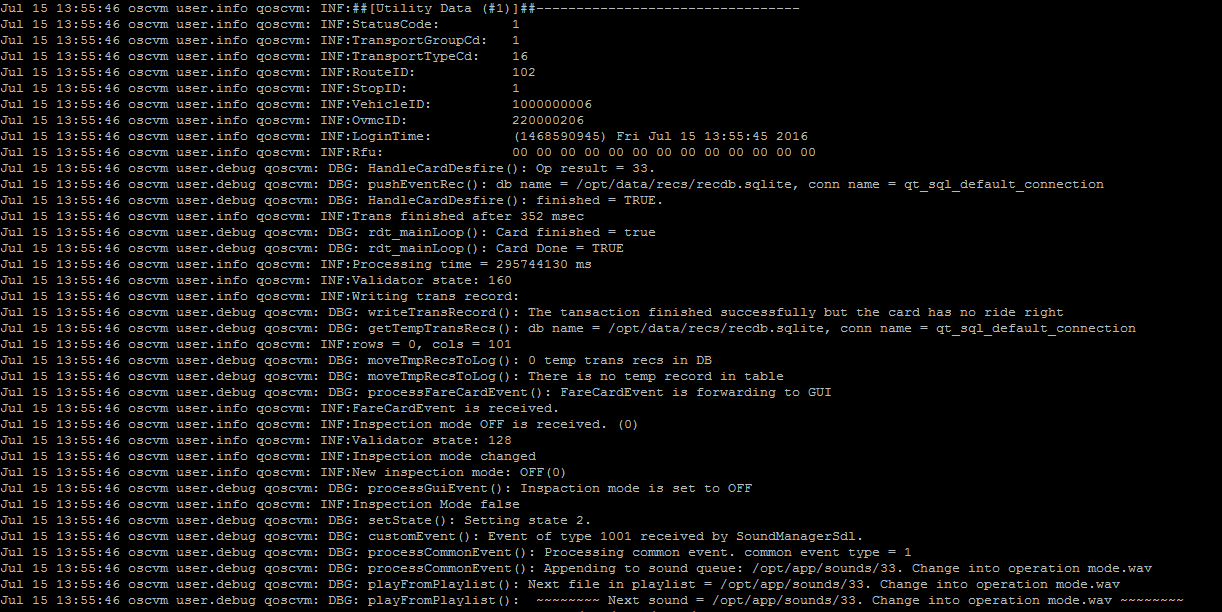 Jul 15 13:55:46 oscvm user.info qoscvm: INF:##[Utility Data (#1)]##---------------------------------
Jul 15 13:55:46 oscvm user.info qoscvm: INF:StatusCode: 1
Jul 15 13:55:46 oscvm user.info qoscvm: INF:TransportGroupCd: 1
Jul 15 13:55:46 oscvm user.info qoscvm: INF:TransportTypeCd: 16
Jul 15 13:55:46 oscvm user.info qoscvm: INF:RouteID: 102
Jul 15 13:55:46 oscvm user.info qoscvm: INF:StopID: 1
Jul 15 13:55:46 oscvm user.info qoscvm: INF:VehicleID: 1000000006
Jul 15 13:55:46 oscvm user.info qoscvm: INF:OvmcID: 220000206
Jul 15 13:55:46 oscvm user.info qoscvm: INF:LoginTime: (1468590945) Fri Jul 15 13:55:45 2016
Jul 15 13:55:46 oscvm user.info qoscvm: INF:Rfu: 00 00 00 00 00 00 00 00 00 00 00 00 00
Jul 15 13:55:46 oscvm user.debug qoscvm: DBG: HandleCardDesfire(): Op result = 33.
Jul 15 13:55:46 oscvm user.debug qoscvm: DBG: pushEventRec(): db name = /opt/data/recs/recdb.sqlite, conn name = qt_sql_default_connection
Jul 15 13:55:46 oscvm user.debug qoscvm: DBG: HandleCardDesfire(): finished = TRUE.
Jul 15 13:55:46 oscvm user.info qoscvm: INF:Trans finished after 352 msec
Jul 15 13:55:46 oscvm user.debug qoscvm: DBG: rdt_mainLoop(): Card finished = true
Jul 15 13:55:46 oscvm user.debug qoscvm: DBG: rdt_mainLoop(): Card Done = TRUE
Jul 15 13:55:46 oscvm user.info qoscvm: INF:Processing time = 295744130 ms
Jul 15 13:55:46 oscvm user.info qoscvm: INF:Validator state: 160
Jul 15 13:55:46 oscvm user.info qoscvm: INF:Writing trans record:
Jul 15 13:55:46 oscvm user.debug qoscvm: DBG: writeTransRecord(): The tansaction finished successfully but the card has no ride right
Jul 15 13:55:46 oscvm user.debug qoscvm: DBG: getTempTransRecs(): db name = /opt/data/recs/recdb.sqlite, conn name = qt_sql_default_connection
Jul 15 13:55:46 oscvm user.info qoscvm: INF:rows = 0, cols = 101
Jul 15 13:55:46 oscvm user.debug qoscvm: DBG: moveTmpRecsToLog(): 0 temp trans recs in DB
Jul 15 13:55:46 oscvm user.debug qoscvm: DBG: moveTmpRecsToLog(): There is no temp record in table
Jul 15 13:55:46 oscvm user.debug qoscvm: DBG: processFareCardEvent(): FareCardEvent is forwarding to GUI
Jul 15 13:55:46 oscvm user.info qoscvm: INF:FareCardEvent is received.
Jul 15 13:55:46 oscvm user.info qoscvm: INF:Inspection mode OFF is received. (0)
Jul 15 13:55:46 oscvm user.info qoscvm: INF:Validator state: 128
Jul 15 13:55:46 oscvm user.info qoscvm: INF:Inspection mode changed
Jul 15 13:55:46 oscvm user.info qoscvm: INF:New inspection mode: OFF(0)
Jul 15 13:55:46 oscvm user.debug qoscvm: DBG: processGuiEvent(): Inspaction mode is set to OFF
Jul 15 13:55:46 oscvm user.info qoscvm: INF:Inspection Mode false
Jul 15 13:55:46 oscvm user.debug qoscvm: DBG: setState(): Setting state 2.
Jul 15 13:55:46 oscvm user.debug qoscvm: DBG: customEvent(): Event of type 1001 received by SoundManagerSdl.
Jul 15 13:55:46 oscvm user.debug qoscvm: DBG: processCommonEvent(): Processing common event. common event type = 1
Jul 15 13:55:46 oscvm user.debug qoscvm: DBG: processCommonEvent(): Appending to sound queue: /opt/app/sounds/33. Change into operation mode.wav
Jul 15 13:55:46 oscvm user.debug qoscvm: DBG: playFromPlaylist(): Next file in playlist = /opt/app/sounds/33. Change into operation mode.wav
Jul 15 13:55:46 oscvm user.debug qoscvm: DBG: playFromPlaylist(): ~~~~~~~~ Next sound = /opt/app/sounds/33. Change into operation mode.wav ~~~~~~~~